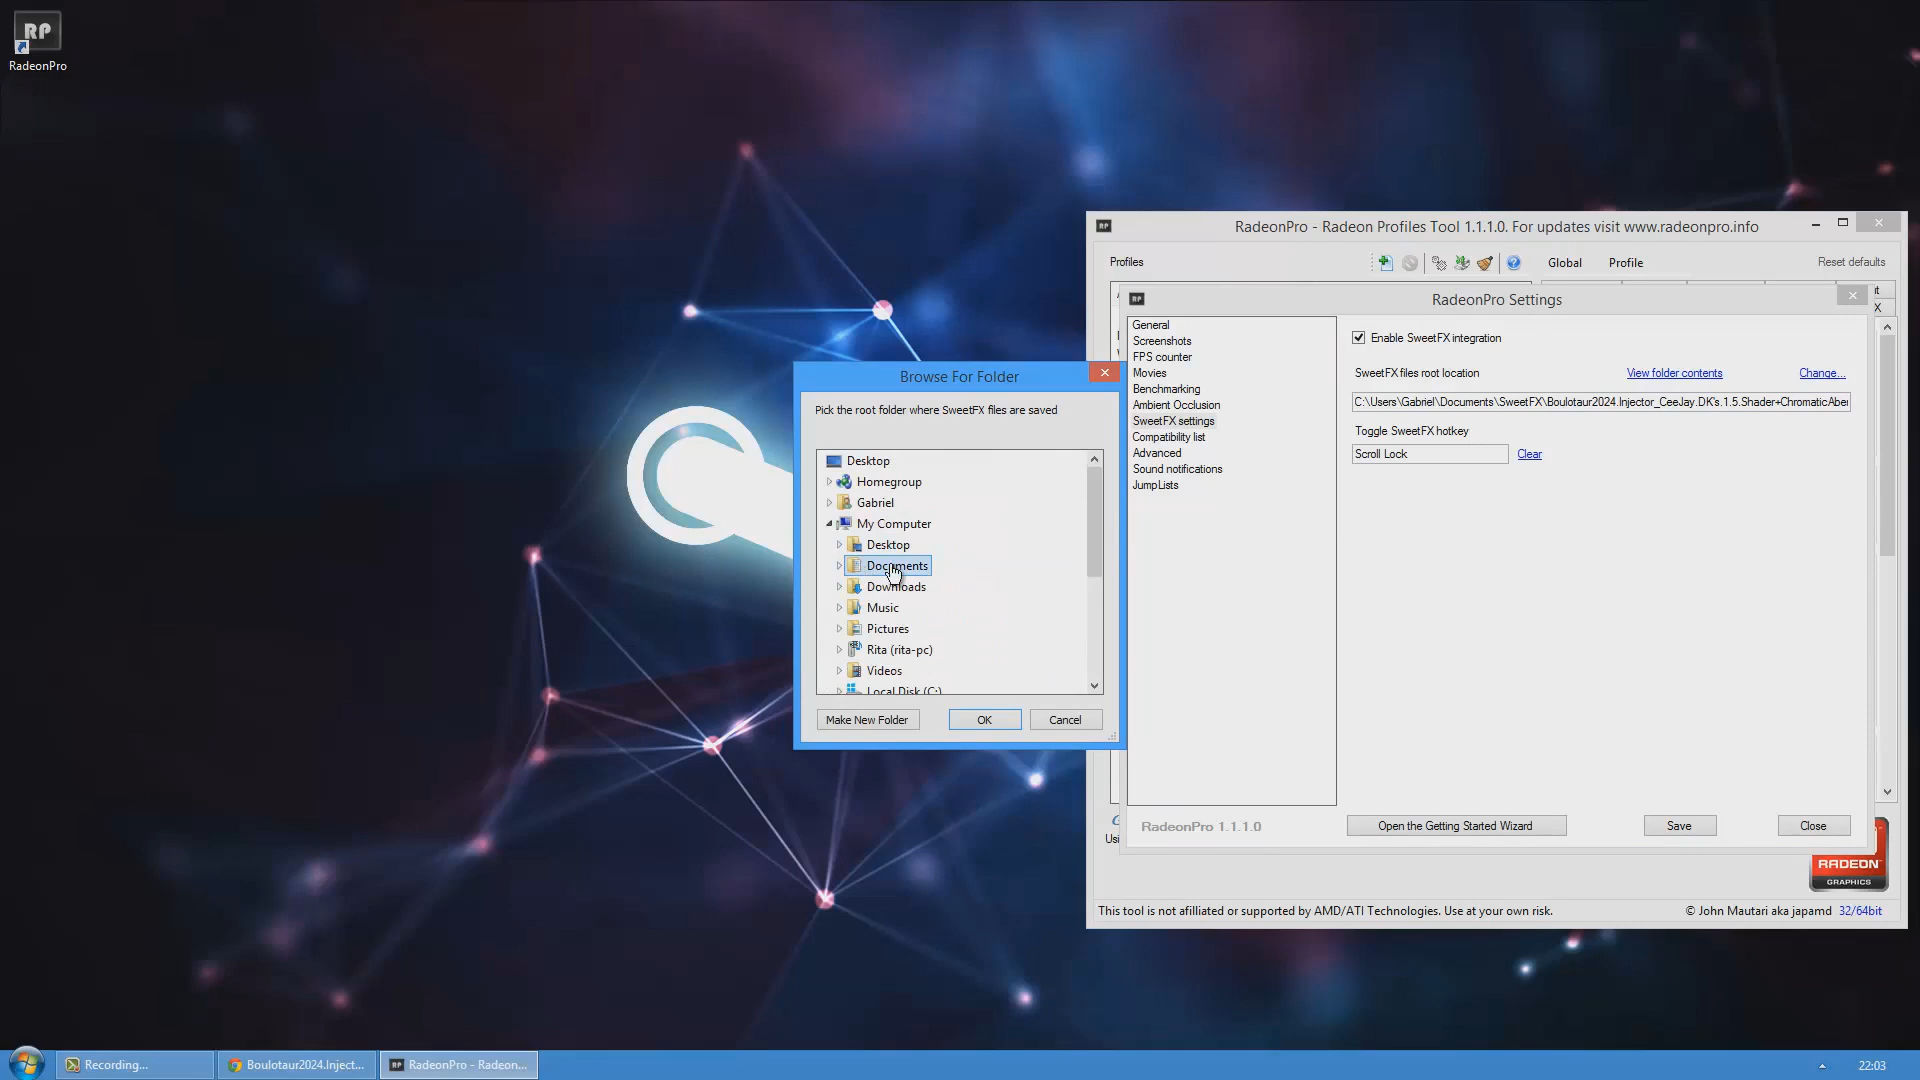 RP
RadeonPro
RP
RadeonPro - Radeon Profiles Tool 1.1.1.0. For updates visit www.radeonpro.info
Profiles
Global
Profile
Reset defaults
RP
RadeonPro Settings
General
Screenshots
FPS counter
Movies
Benchmarking
Ambient Occlusion
SweetFX settings
Compatibility list
Advanced
Sound notifications
JumpLists
Enable SweetFX integration
SweetFX files root location
View folder contents
Change...
C:\Users\Gabriel\Documents\SweetFX\Boulotaur2024.Injector_CeeJay.DK's.1.5.Shader+ChromaticAber
Toggle SweetFX hotkey
Scroll Lock
Clear
Browse For Folder
Pick the root folder where SweetFX files are saved
Desktop
Homegroup
Gabriel
My Computer
Desktop
Documents
Downloads
Music
Pictures
Rita (rita-pc)
Videos
Local Disk (C:)
Make New Folder
OK
Cancel
RadeonPro 1.1.1.0
Open the Getting Started Wizard
Save
Close
Usi
RADEON
GRAPHICS
This tool is not afilliated or supported by AMD/ATI Technologies. Use at your own risk.
© John Mautari aka japamd
32/64bit
Recording...
Boulotaur2024.Inject...
RP
RadeonPro - Radeon...
22:03